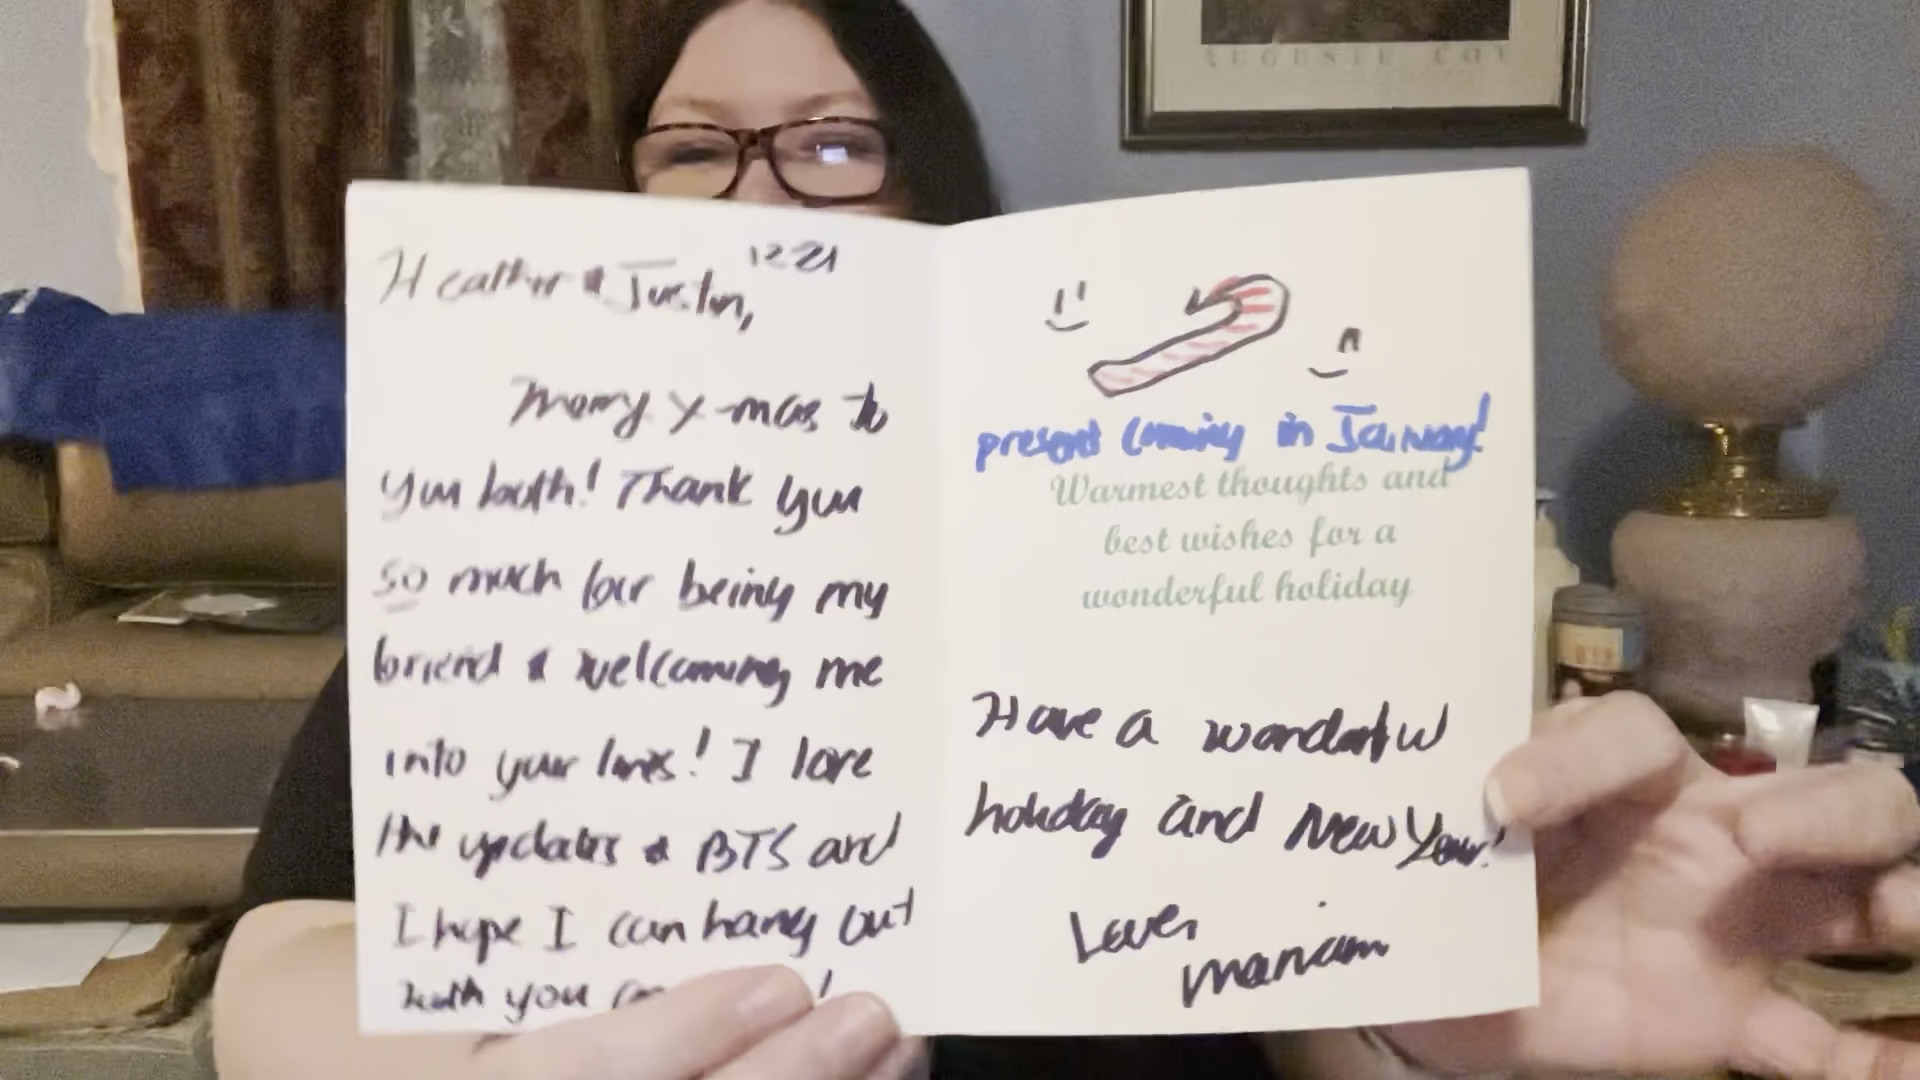 Heather & Justin, 12-21
Merry X-mas to
you both! Thank you
so much for being my
friend & welcoming me
into your lives! I love
the updates & BTS and
I hope I can hang out
with you
present coming in January!
Warmest thoughts and
best wishes for a
wonderful holiday
Have a wonderful
holiday and New Year!
Love,
Mariam
AUGUSTE